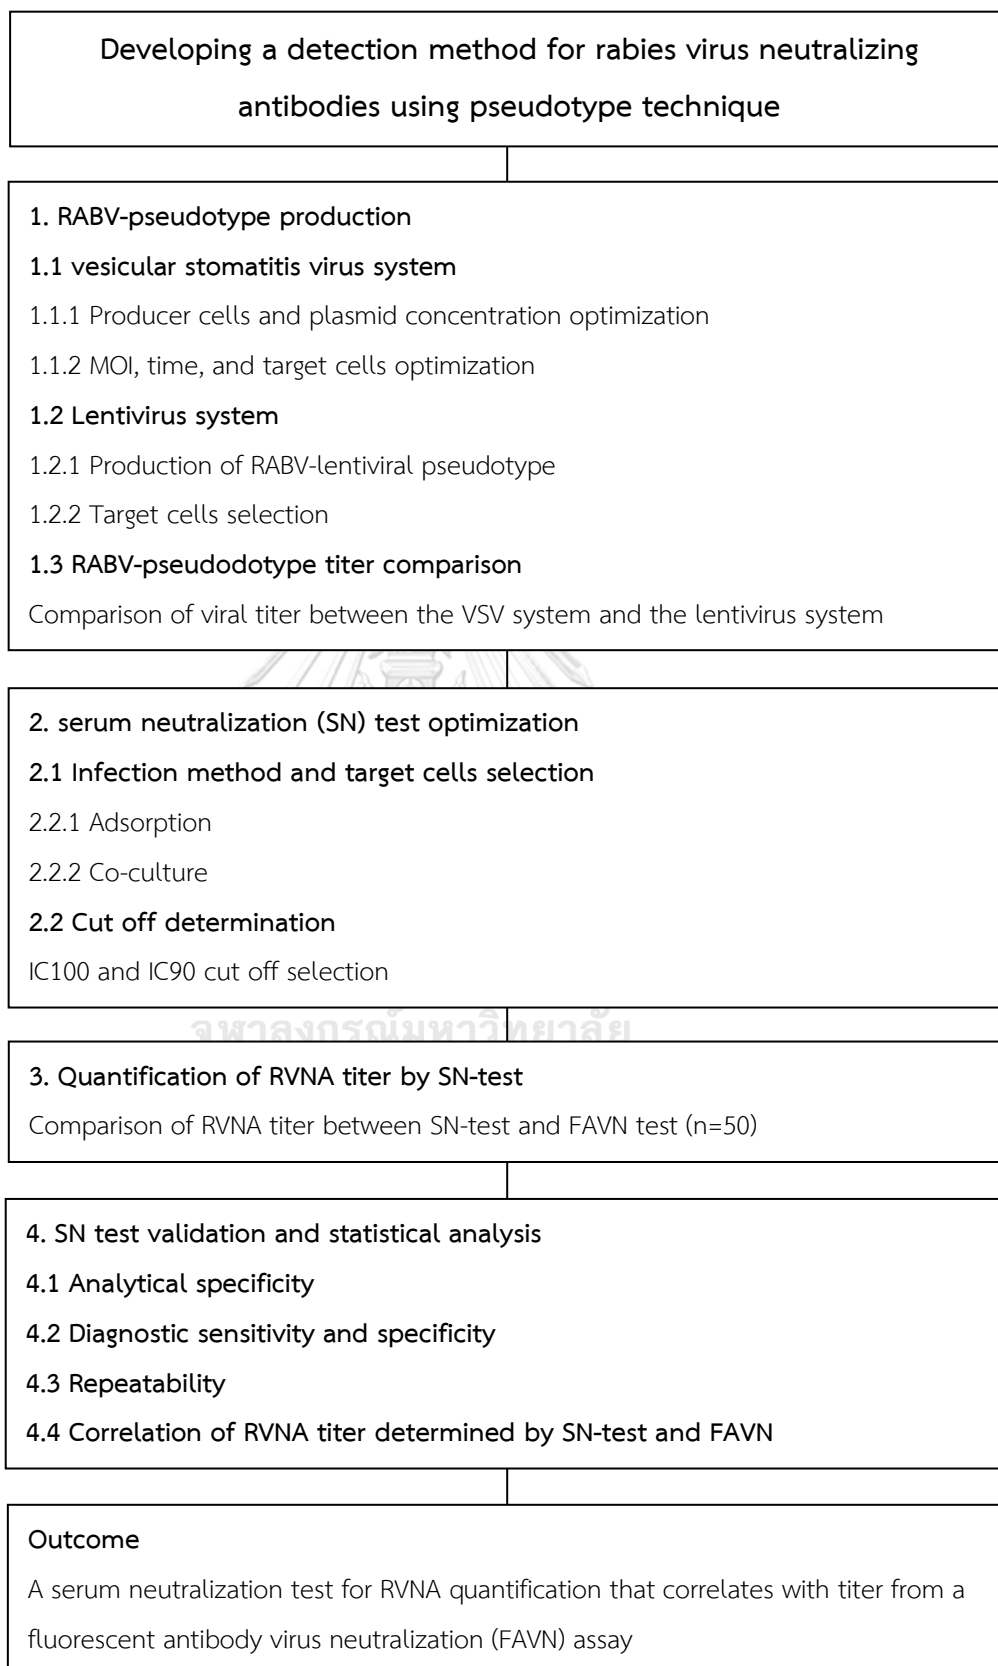 Developing a detection method for rabies virus neutralizing
antibodies using pseudotype technique
1. RABV-pseudotype production
1.1 vesicular stomatitis virus system
1.1.1 Producer cells and plasmid concentration optimization
1.1.2 MOI, time, and target cells optimization
1.2 Lentivirus system
1.2.1 Production of RABV-lentiviral pseudotype
1.2.2 Target cells selection
1.3 RABV-pseudodotype titer comparison
Comparison of viral titer between the VSV system and the lentivirus system
2. serum neutralization (SN) test optimization
2.1 Infection method and target cells selection
2.2.1 Adsorption
2.2.2 Co-culture
2.2 Cut off determination
IC100 and IC90 cut off selection
จุฬาลงกรณ์มหาวิทยาลัย
3. Quantification of RVNA titer by SN-test
Comparison of RVNA titer between SN-test and FAVN test (n=50)
4. SN test validation and statistical analysis
4.1 Analytical specificity
4.2 Diagnostic sensitivity and specificity
4.3 Repeatability
4.4 Correlation of RVNA titer determined by SN-test and FAVN
Outcome
A serum neutralization test for RVNA quantification that correlates with titer from a
fluorescent antibody virus neutralization (FAVN) assay